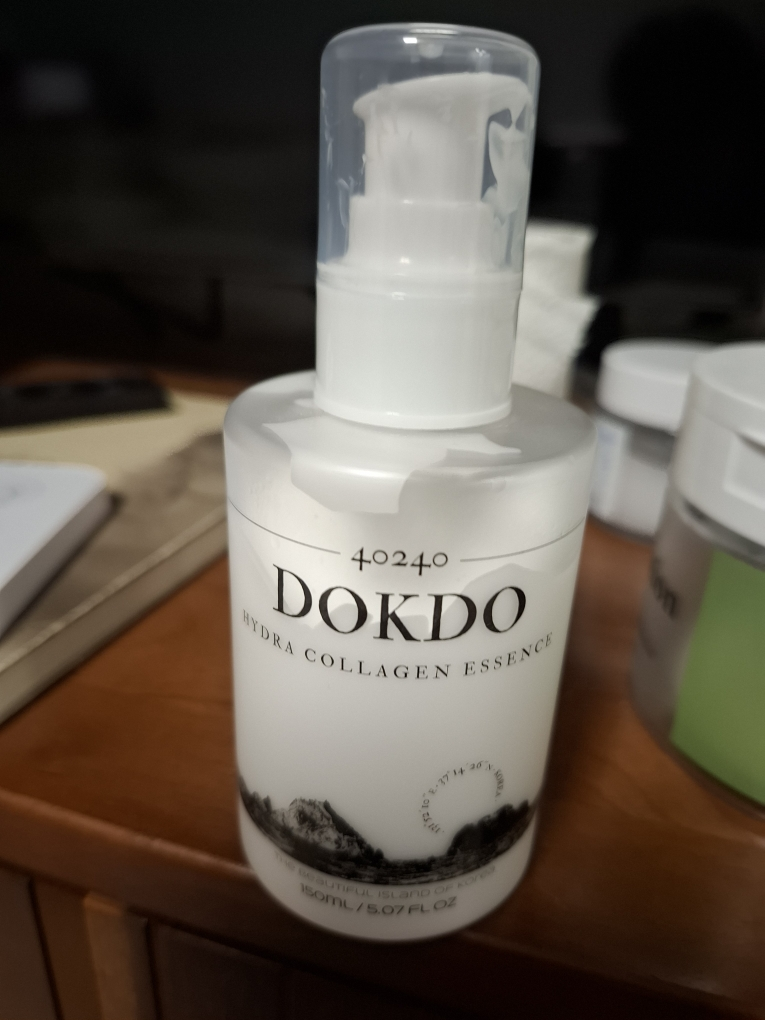 40240
DOKDO
HYDRA COLLAGEN ESSENCE
THE BEAUTIFUL ISLAND OF KOREA
150ML / 5.07 FL OZ